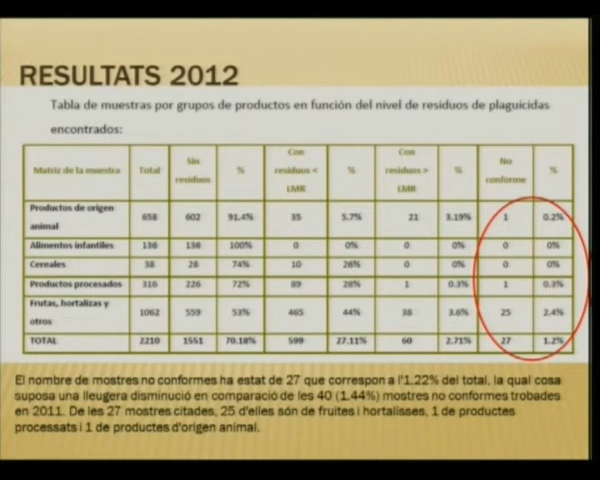 RESULTATS 2012
Tabla de muestras por grupos de productos en función del nivel de residuos de plaguicidas
encontrados:
Matriz de la muestra Total Sin residuos % Con residuos < LMR % Con residuos > LMR % No conforme %
Productos de origen animal 658 602 91.4% 35 5.7% 21 3.19% 1 0.2%
Alimentos infantiles 136 136 100% 0 0% 0 0% 0 0%
Cereales 38 28 74% 10 26% 0 0% 0 0%
Productos procesados 316 226 72% 89 28% 1 0.3% 1 0.3%
Frutas, hortalizas y otros 1062 559 53% 465 44% 38 3.6% 25 2.4%
TOTAL 2210 1551 70.18% 599 27.11% 60 2.71% 27 1.2%
El nombre de mostres no conformes ha estat de 27 que correspon a l'1.22% del total, la qual cosa
suposa una lleugera disminució en comparació de les 40 (1.44%) mostres no conformes trobades
en 2011. De les 27 mostres citades, 25 d'elles són de fruites i hortalisses, 1 de productes
processats i 1 de productes d'origen animal.